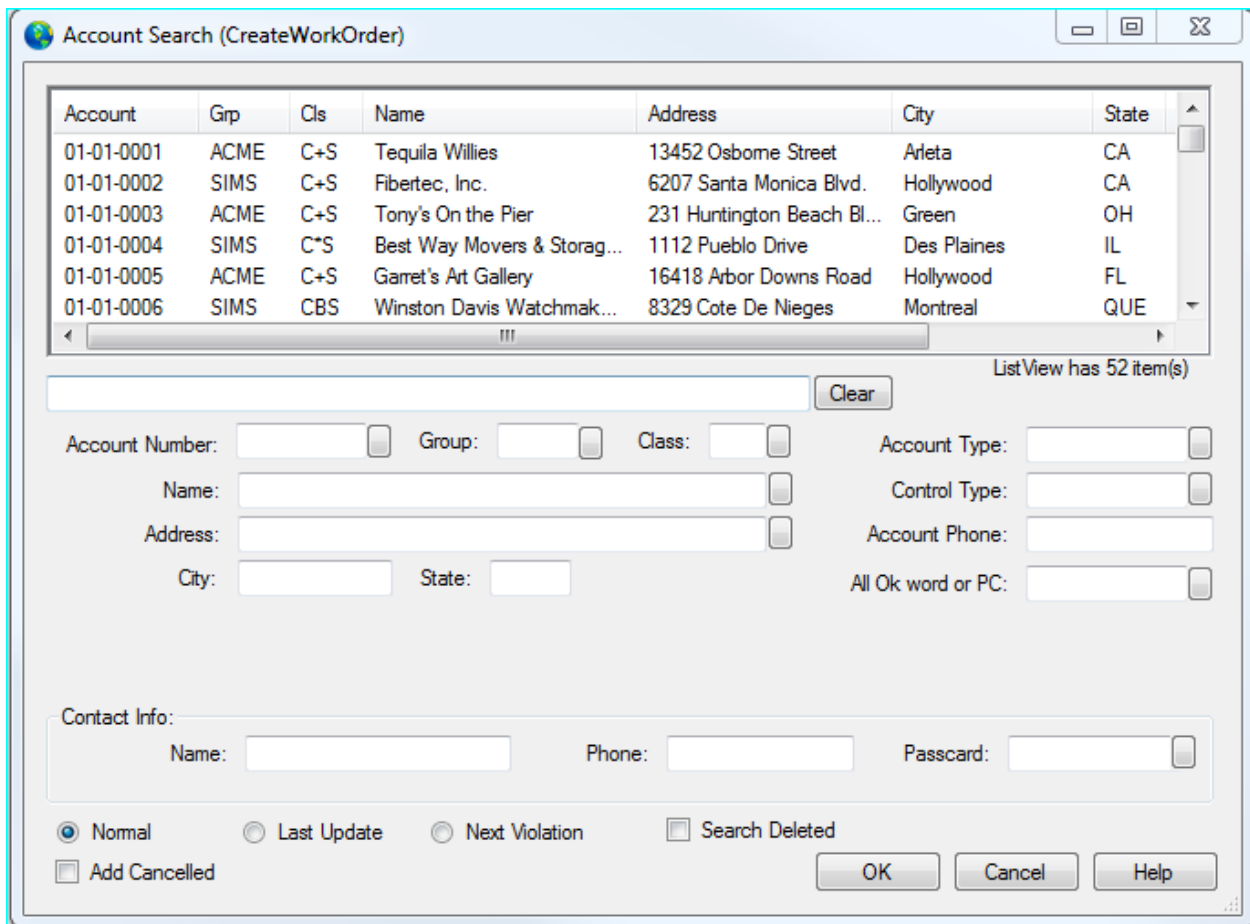 Account Search (CreateWorkOrder)
Account Grp Cls Name Address City State
01-01-0001 ACME C+S Tequila Willies 13452 Osborne Street Arleta CA
01-01-0002 SIMS C+S Fibertec, Inc. 6207 Santa Monica Blvd. Hollywood CA
01-01-0003 ACME C+S Tony's On the Pier 231 Huntington Beach Bl... Green OH
01-01-0004 SIMS C*S Best Way Movers & Storag... 1112 Pueblo Drive Des Plaines IL
01-01-0005 ACME C+S Garret's Art Gallery 16418 Arbor Downs Road Hollywood FL
01-01-0006 SIMS CBS Winston Davis Watchmak... 8329 Cote De Nieges Montreal QUE
ListView has 52 item(s)
Clear
Account Number: Group: Class: Account Type:
Name: Control Type:
Address: Account Phone:
City: State: All Ok word or PC:
Contact Info:
Name: Phone: Passcard:
Normal Last Update Next Violation Search Deleted
Add Cancelled OK Cancel Help